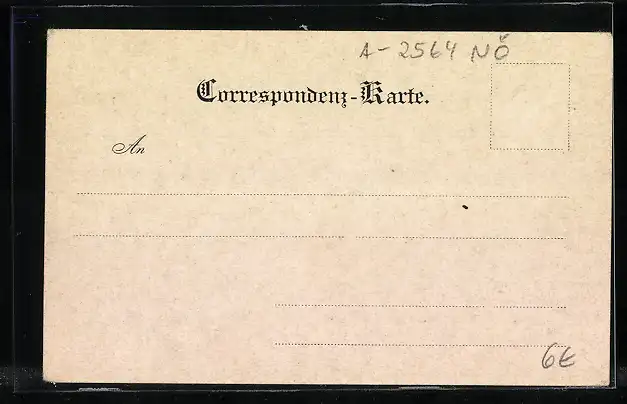 A-2564 NÖ
Correspondenz-Karte.
An
6€